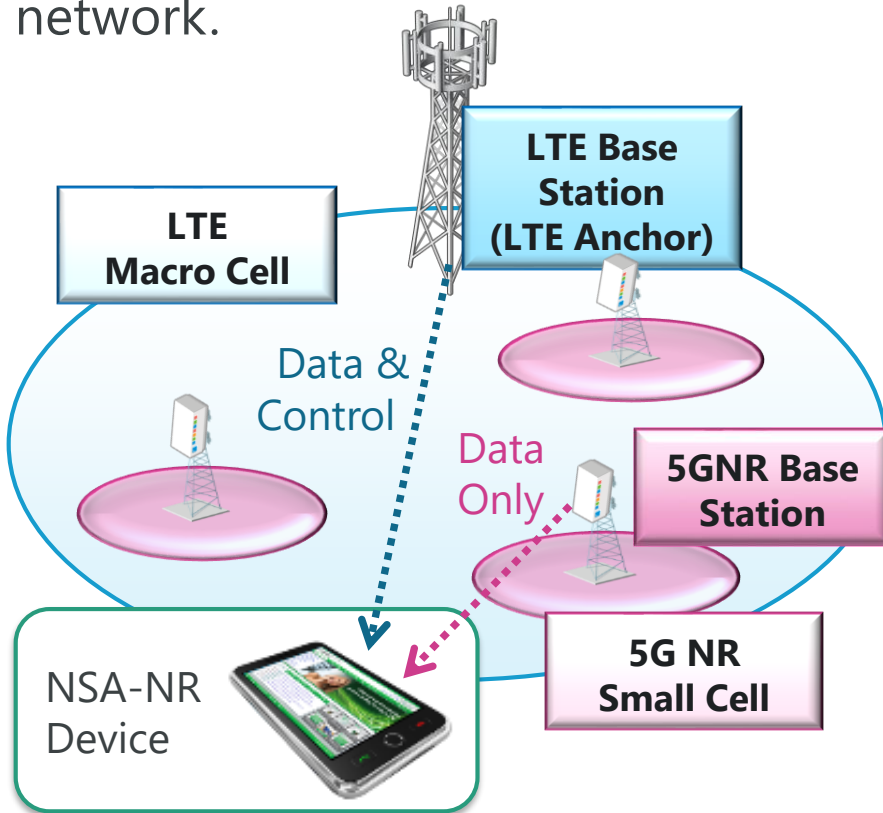 network.
LTE Base
Station
(LTE Anchor)
LTE
Macro Cell
Data &
Control
Data
Only
5GNR Base
Station
5G NR
Small Cell
NSA-NR
Device